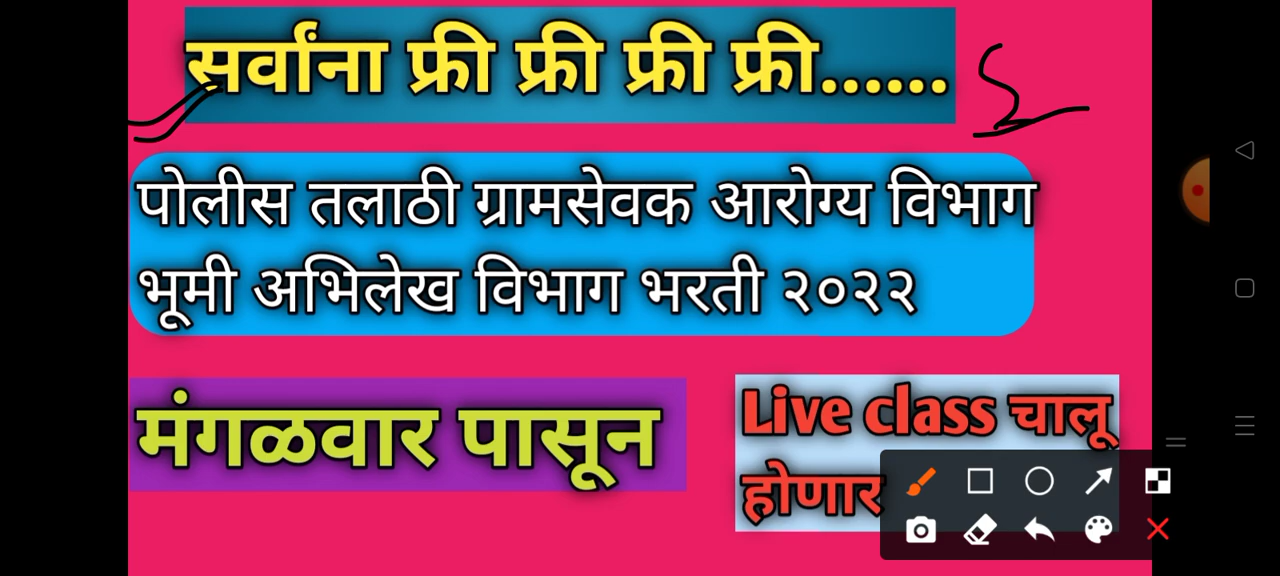 सर्वांना फ्री फ्री फ्री फ्री......
पोलीस तलाठी ग्रामसेवक आरोग्य विभाग
भूमी अभिलेख विभाग भरती २०२२
मंगळवार पासून
Live class चालू
होणार